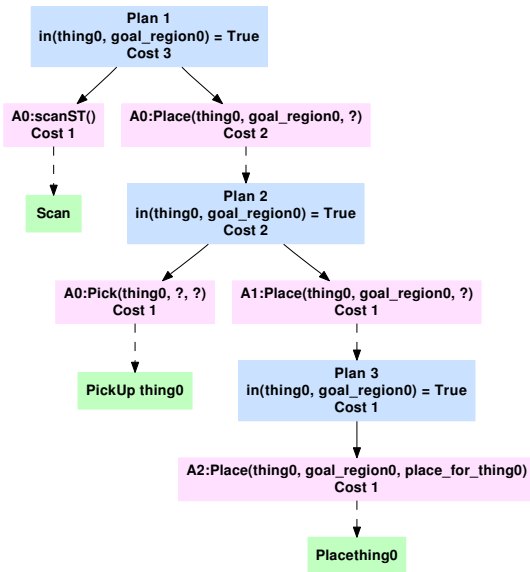 Plan 1
in(thing0, goal_region0) = True
Cost 3
A0:scanST()
Cost 1
A0:Place(thing0, goal_region0, ?)
Cost 2
Scan
Plan 2
in(thing0, goal_region0) = True
Cost 2
A0:Pick(thing0, ?, ?)
Cost 1
A1:Place(thing0, goal_region0, ?)
Cost 1
PickUp thing0
Plan 3
in(thing0, goal_region0) = True
Cost 1
A2:Place(thing0, goal_region0, place_for_thing0)
Cost 1
Placething0